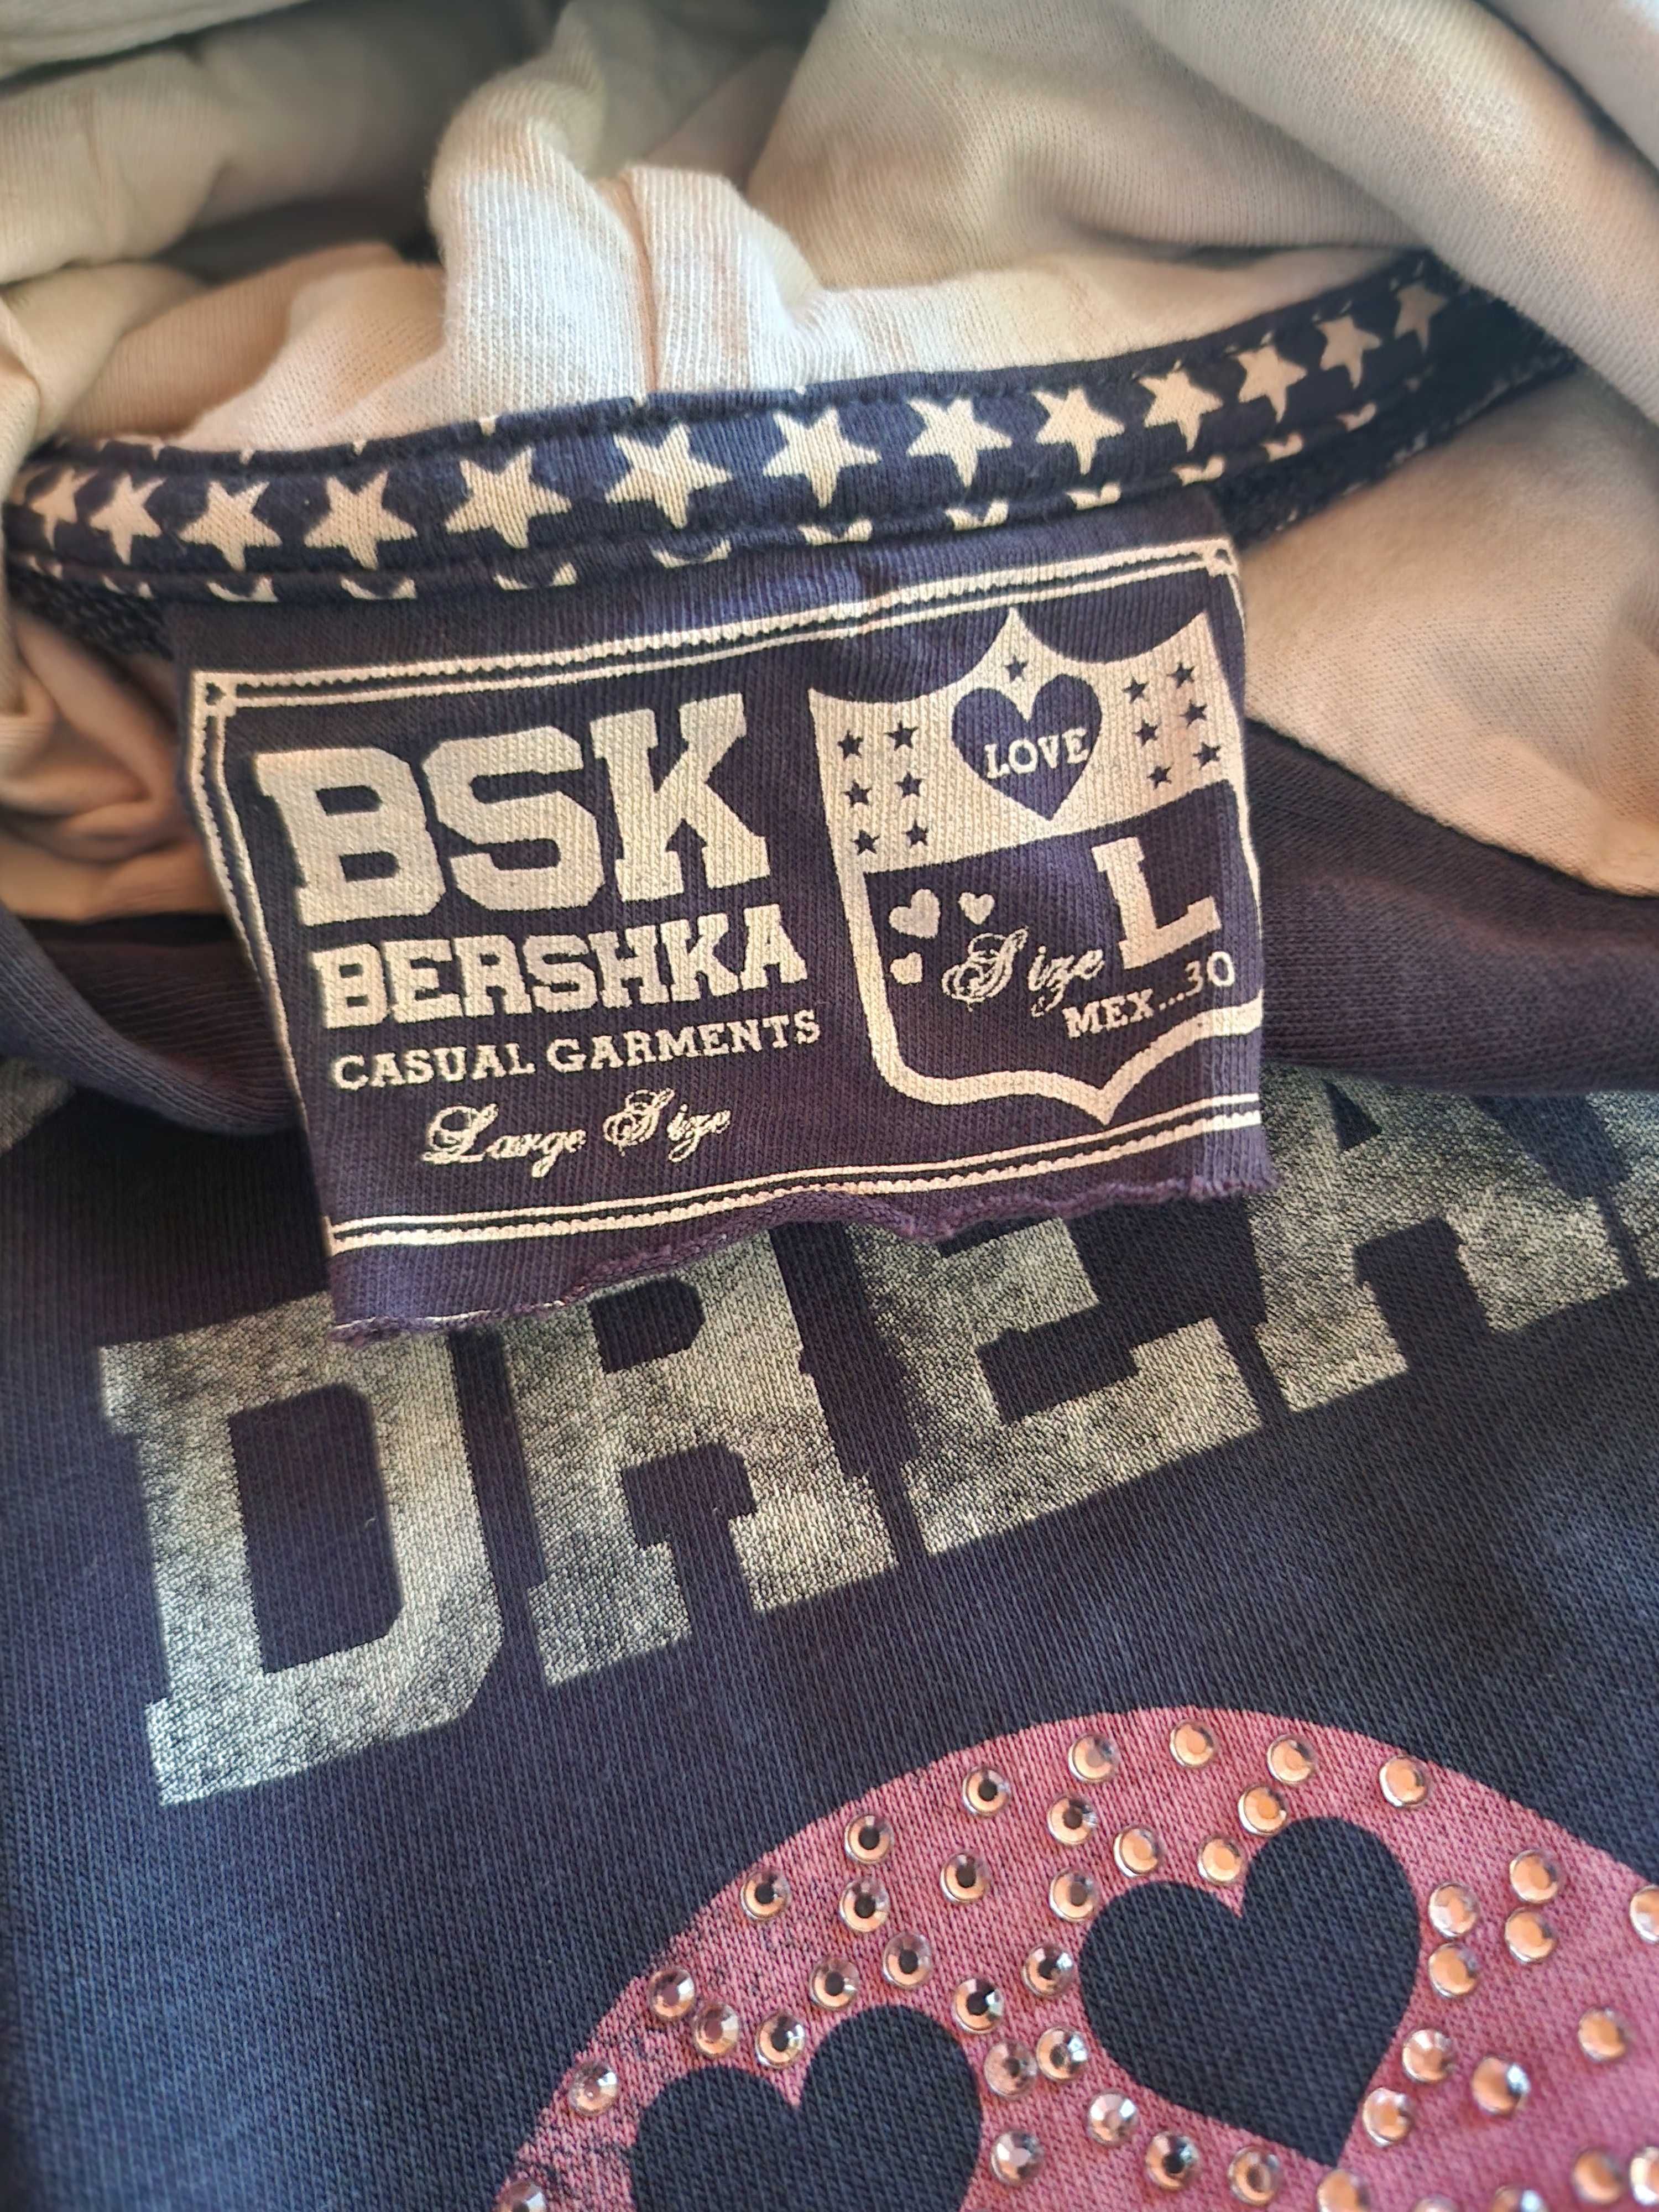 BSK
BERSHKA
CASUAL GARMENTS
Large Size
LOVE
Size L
MEX...30
DREA